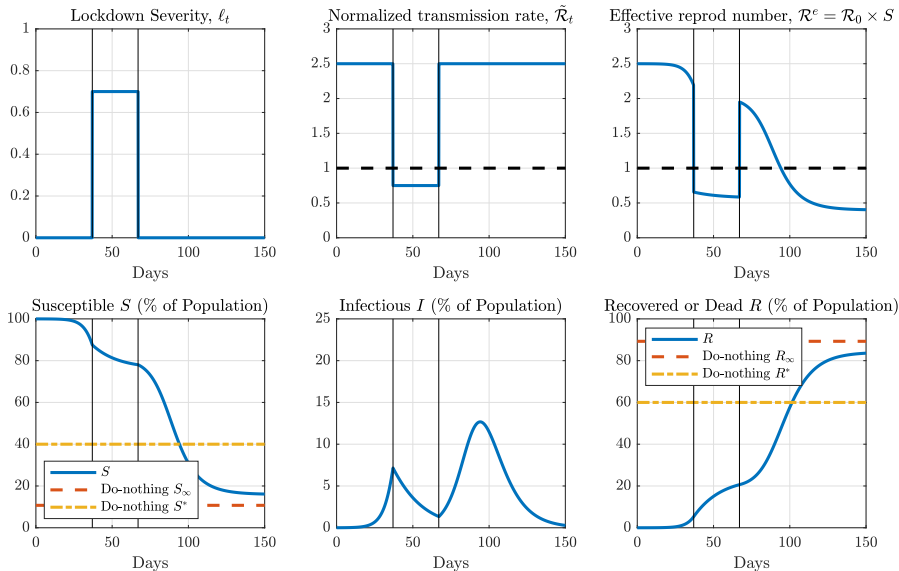 Lockdown Severity, ℓₜ
1
0.8
0.6
0.4
0.2
0
0 50 100 150
Days
Normalized transmission rate, R̃ₜ
3
2.5
2
1.5
1
0.5
0
0 50 100 150
Days
Effective reprod number, Rᵉ = R₀ × S
3
2.5
2
1.5
1
0.5
0
0 50 100 150
Days
Susceptible S (% of Population)
100
80
60
40
20
0
S
Do-nothing S∞
Do-nothing S*
0 50 100 150
Days
Infectious I (% of Population)
25
20
15
10
5
0
0 50 100 150
Days
Recovered or Dead R (% of Population)
100
80
60
40
20
0
R
Do-nothing R∞
Do-nothing R*
0 50 100 150
Days